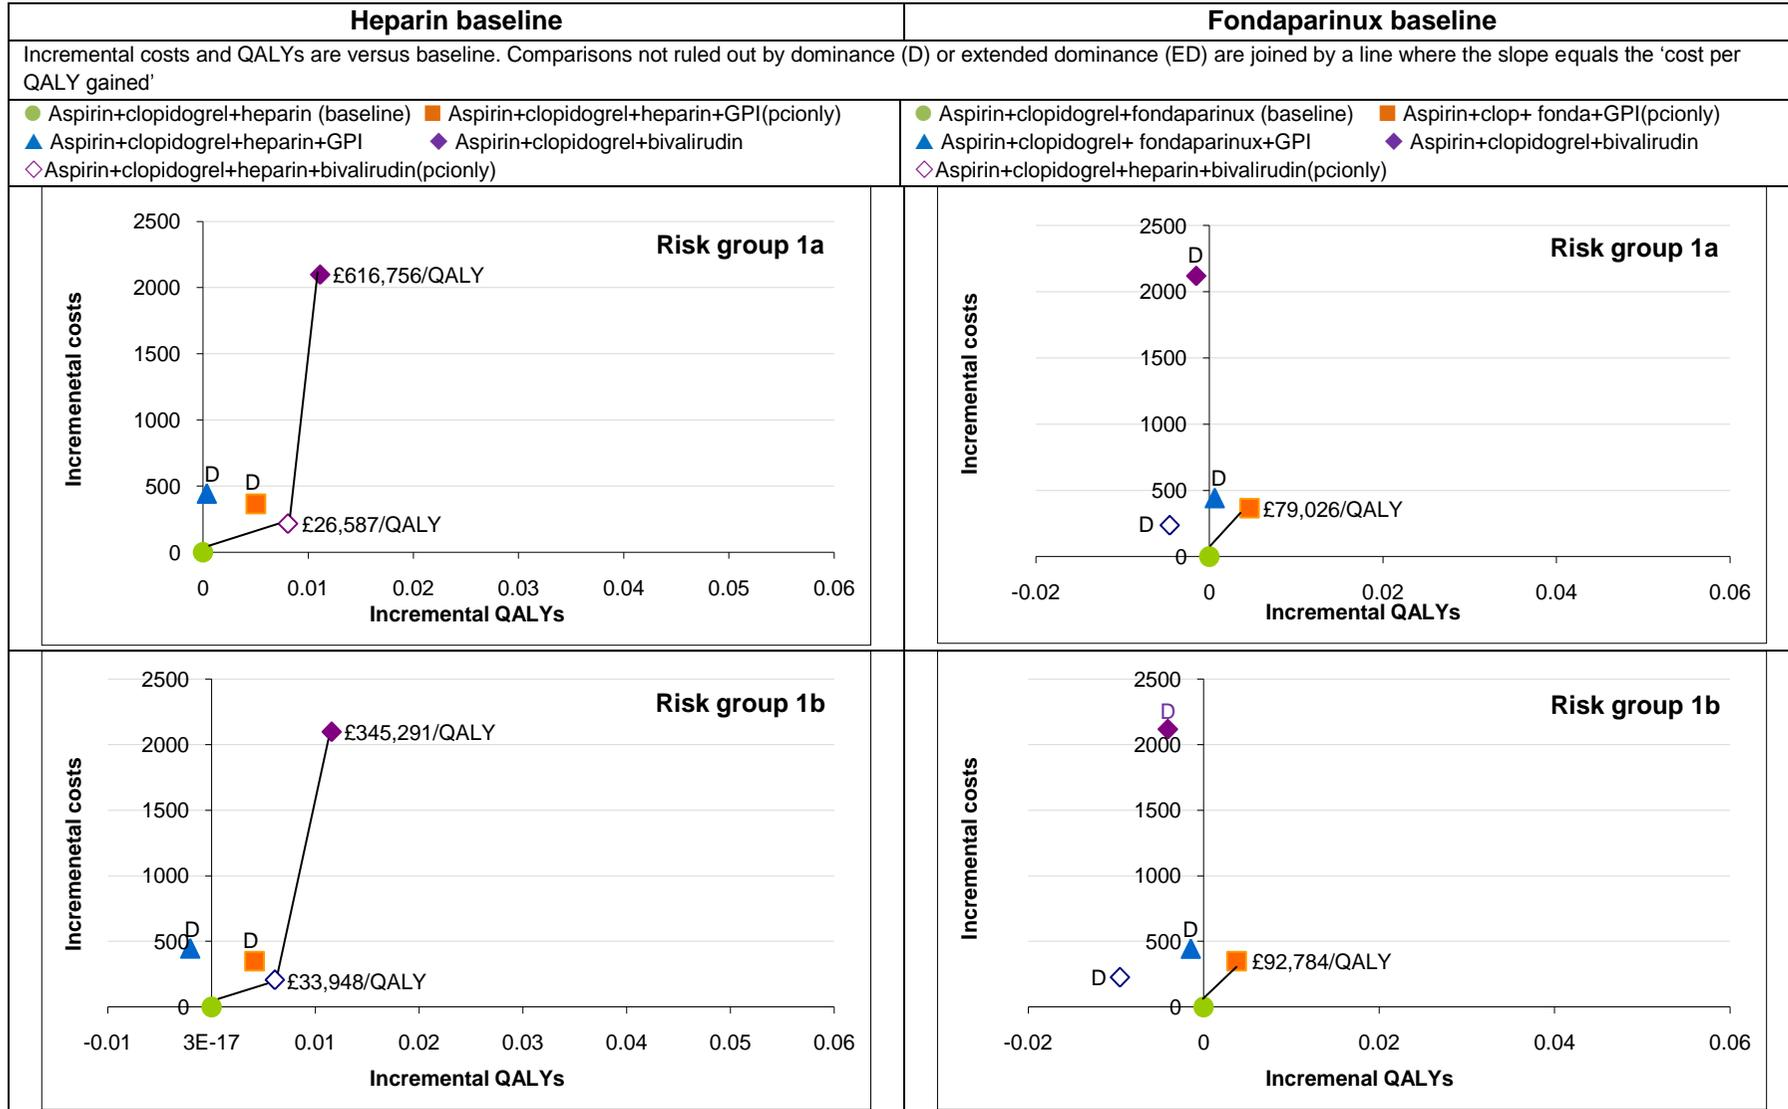 Heparin baseline
Fondaparinux baseline
Incremental costs and QALYs are versus baseline. Comparisons not ruled out by dominance (D) or extended dominance (ED) are joined by a line where the slope equals the ‘cost per
QALY gained’
Aspirin+clopidogrel+heparin (baseline) Aspirin+clopidogrel+heparin+GPI(pcionly)
Aspirin+clopidogrel+heparin+GPI Aspirin+clopidogrel+bivalirudin
Aspirin+clopidogrel+heparin+bivalirudin(pcionly)
Aspirin+clopidogrel+fondaparinux (baseline) Aspirin+clop+ fonda+GPI(pcionly)
Aspirin+clopidogrel+ fondaparinux+GPI Aspirin+clopidogrel+bivalirudin
Aspirin+clopidogrel+heparin+bivalirudin(pcionly)
Risk group 1a
Incremenetal costs
2500
2000
1500
1000
500
0
£616,756/QALY
D
D
£26,587/QALY
0 0.01 0.02 0.03 0.04 0.05 0.06
Incremental QALYs
Risk group 1a
Incremental costs
2500
2000
1500
1000
500
0
D
D
£79,026/QALY
D
-0.02 0 0.02 0.04 0.06
Incremental QALYs
Risk group 1b
Incremenetal costs
2500
2000
1500
1000
500
0
£345,291/QALY
D
D
£33,948/QALY
-0.01 3E-17 0.01 0.02 0.03 0.04 0.05 0.06
Incremental QALYs
Risk group 1b
Incremental costs
2500
2000
1500
1000
500
0
D
D
£92,784/QALY
D
-0.02 0 0.02 0.04 0.06
Incremenal QALYs